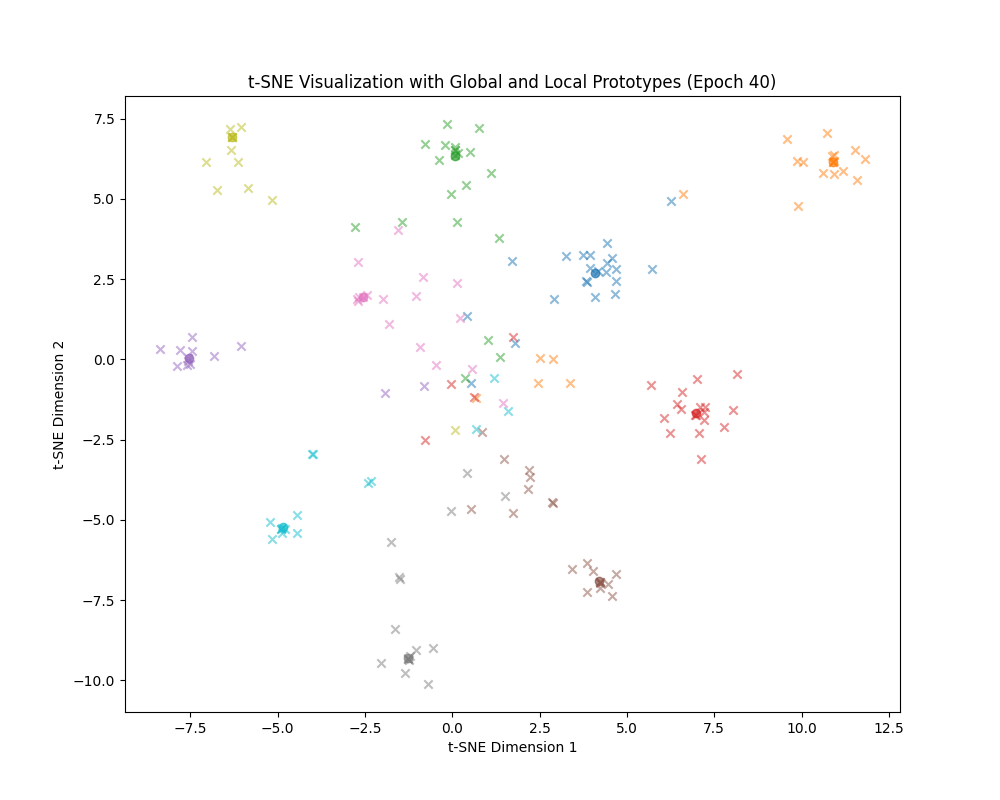 t-SNE Visualization with Global and Local Prototypes (Epoch 40)
7.5
5.0
2.5
0.0
−2.5
−5.0
−7.5
−10.0
t-SNE Dimension 2
−7.5 −5.0 −2.5 0.0 2.5 5.0 7.5 10.0 12.5
t-SNE Dimension 1